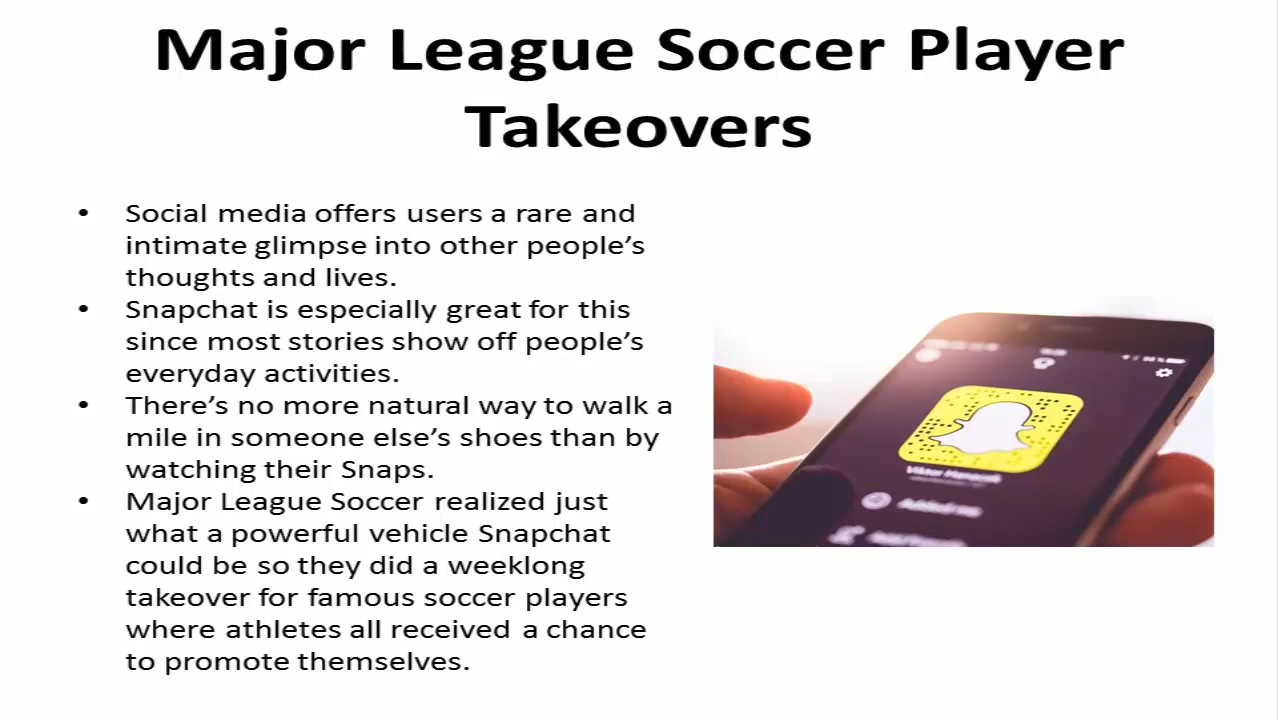 Major League Soccer Player
Takeovers
• Social media offers users a rare and
intimate glimpse into other people’s
thoughts and lives.
• Snapchat is especially great for this
since most stories show off people’s
everyday activities.
• There’s no more natural way to walk a
mile in someone else’s shoes than by
watching their Snaps.
• Major League Soccer realized just
what a powerful vehicle Snapchat
could be so they did a weeklong
takeover for famous soccer players
where athletes all received a chance
to promote themselves.
Added me